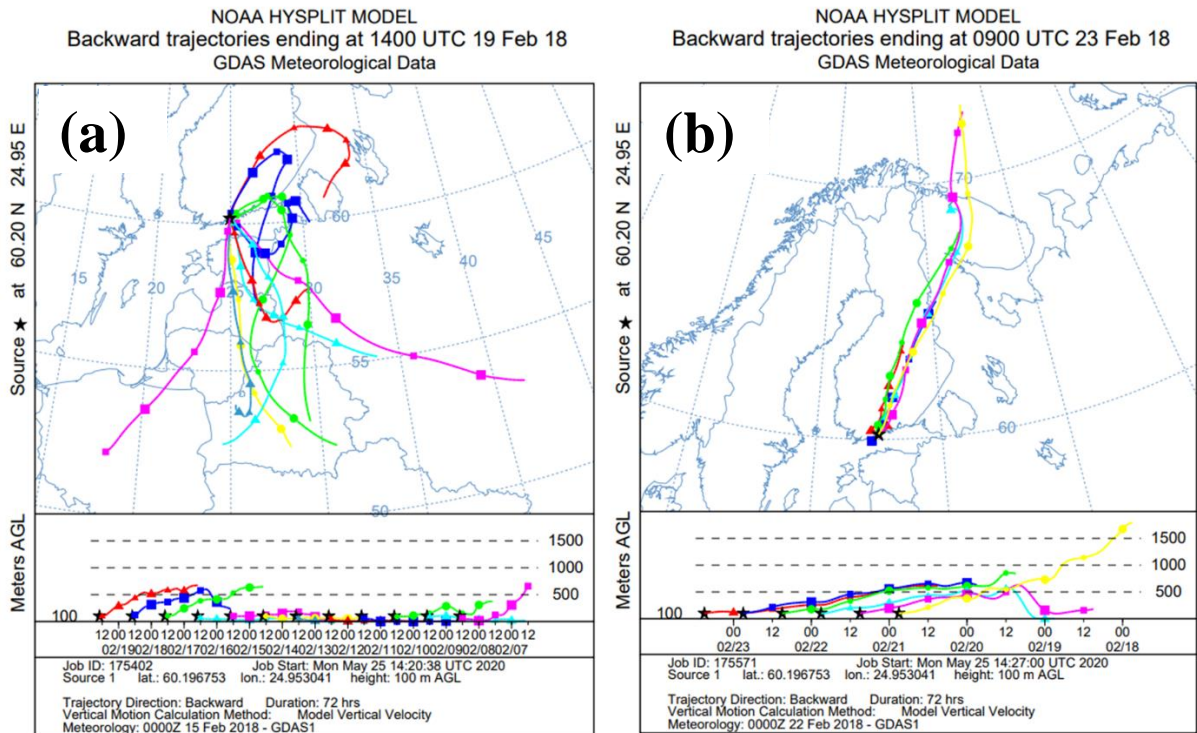 NOAA HYSPLIT MODEL
Backward trajectories ending at 1400 UTC 19 Feb 18
GDAS Meteorological Data
(a)
Source ★ at 60.20 N 24.95 E
15
20
25
30
35
40
45
60
55
50
Meters AGL
1500
1000
500
100
12 00 12 00 12 00 12 00 12 00 12 00 12 00 12 00 12 00 12 00 12 00 12 00 12 00 12
02/19 02/18 02/17 02/16 02/15 02/14 02/13 02/12 02/11 02/10 02/09 02/08 02/07
Job ID: 175402 Job Start: Mon May 25 14:20:38 UTC 2020
Source 1 lat.: 60.196753 lon.: 24.953041 height: 100 m AGL
Trajectory Direction: Backward Duration: 72 hrs
Vertical Motion Calculation Method: Model Vertical Velocity
Meteorology: 0000Z 15 Feb 2018 - GDAS1
NOAA HYSPLIT MODEL
Backward trajectories ending at 0900 UTC 23 Feb 18
GDAS Meteorological Data
(b)
Source ★ at 60.20 N 24.95 E
70
60
Meters AGL
1500
1000
500
100
00 12 00 12 00 12 00 12 00 12 00
02/23 02/22 02/21 02/20 02/19 02/18
Job ID: 175571 Job Start: Mon May 25 14:27:00 UTC 2020
Source 1 lat.: 60.196753 lon.: 24.953041 height: 100 m AGL
Trajectory Direction: Backward Duration: 72 hrs
Vertical Motion Calculation Method: Model Vertical Velocity
Meteorology: 0000Z 22 Feb 2018 - GDAS1